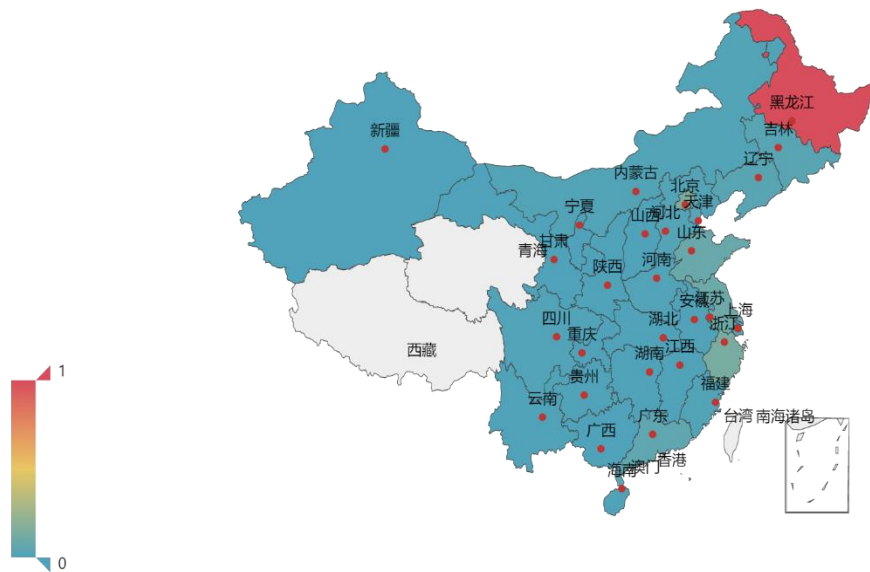 黑龙江
新疆
吉林
辽宁
内蒙古
北京
天津
宁夏
山西
河北
山东
甘肃
青海
陕西
河南
安徽
江苏
上海
四川
湖北
浙江
重庆
西藏
湖南
江西
1
贵州
福建
云南
广东
台湾
南海诸岛
广西
香港
澳门
海南
0